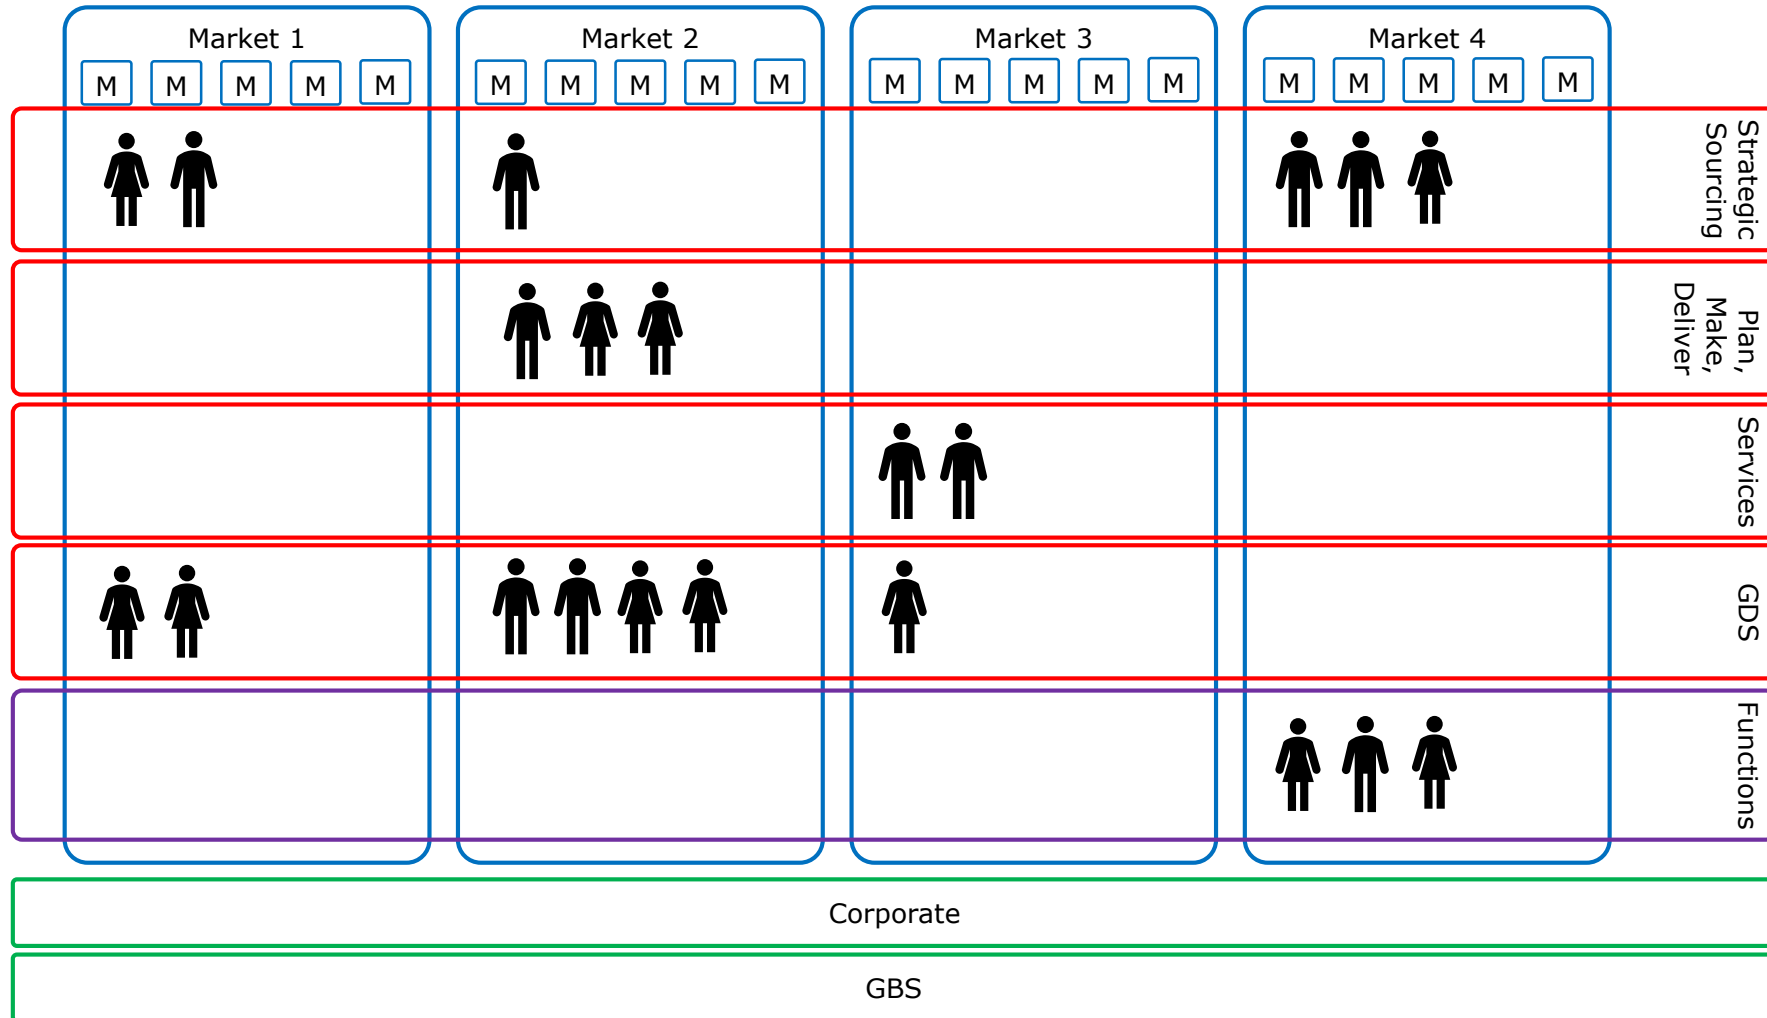 Market 1
Market 2
Market 3
Market 4
M M M M M
M M M M M
M M M M M
M M M M M
Strategic
Sourcing
Plan,
Make,
Deliver
Services
GDS
Functions
Corporate
GBS